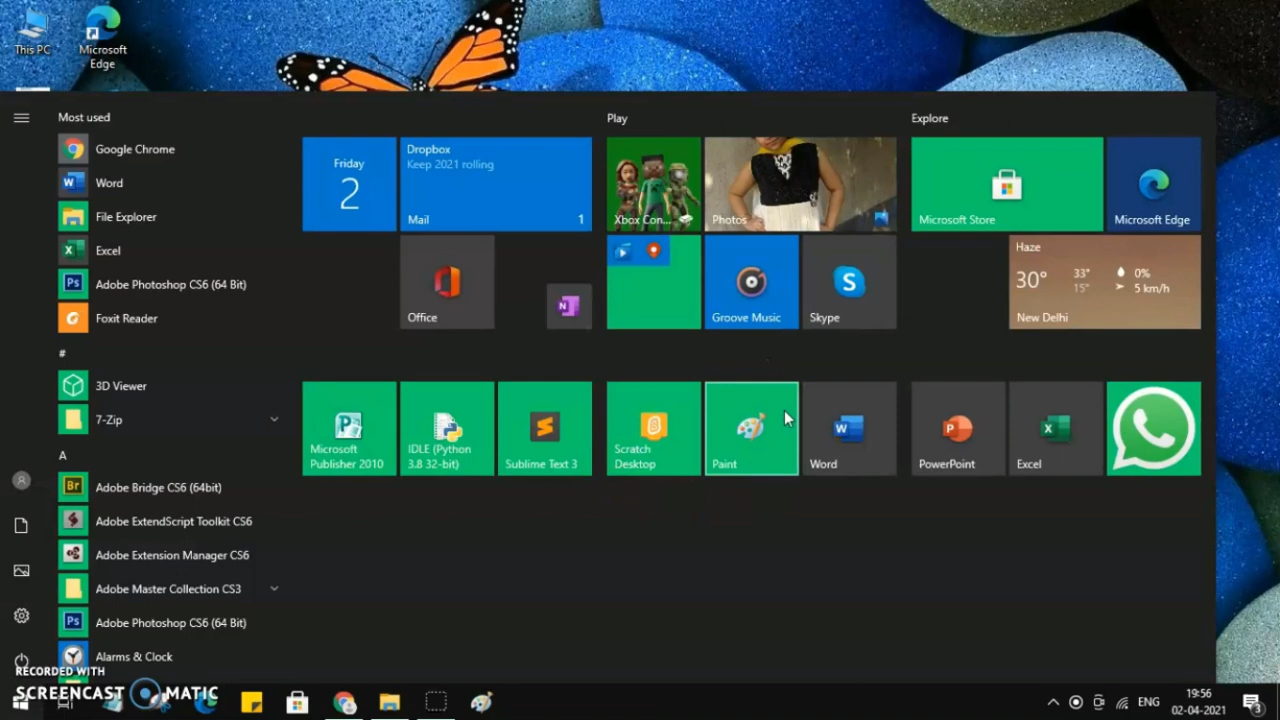 This PC
Microsoft
Edge
Most used
Google Chrome
Word
File Explorer
Excel
Adobe Photoshop CS6 (64 Bit)
Foxit Reader
#
3D Viewer
7-Zip
A
Adobe Bridge CS6 (64bit)
Adobe ExtendScript Toolkit CS6
Adobe Extension Manager CS6
Adobe Master Collection CS3
Adobe Photoshop CS6 (64 Bit)
Alarms & Clock
Friday
2
Dropbox
Keep 2021 rolling
Mail 1
Office
Microsoft
Publisher 2010
IDLE (Python
3.8 32-bit)
Sublime Text 3
Play
Xbox Con...
Photos
Groove Music
Skype
Scratch
Desktop
Paint
Word
Explore
Microsoft Store
Microsoft Edge
Haze
30° 33° 0%
15° 5 km/h
New Delhi
PowerPoint
Excel
RECORDED WITH
SCREENCAST MATIC
ENG
19:56
02-04-2021
3